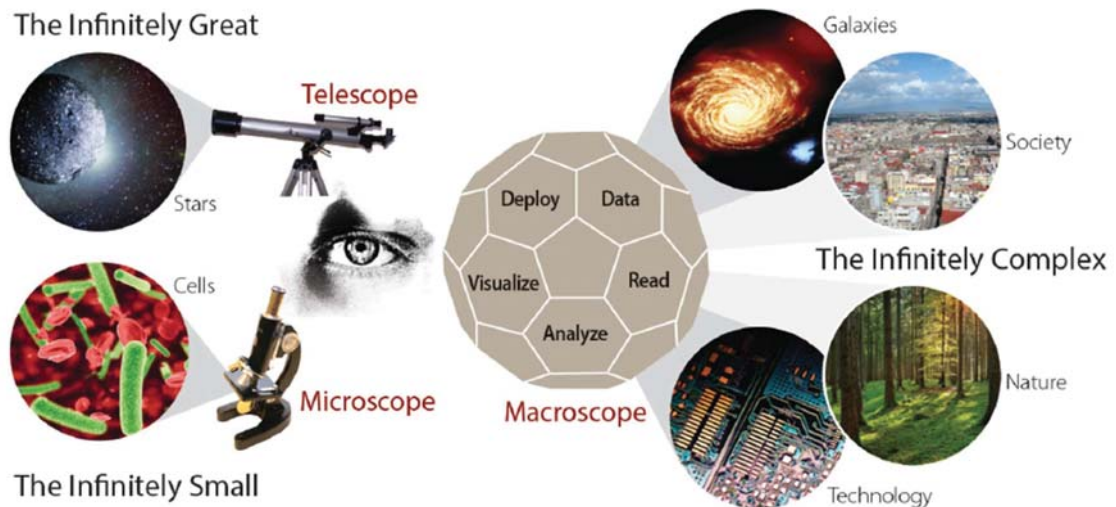 The Infinitely Great
Telescope
Stars
Cells
Microscope
The Infinitely Small
Deploy
Data
Visualize
Read
Analyze
Macroscope
Galaxies
Society
The Infinitely Complex
Nature
Technology